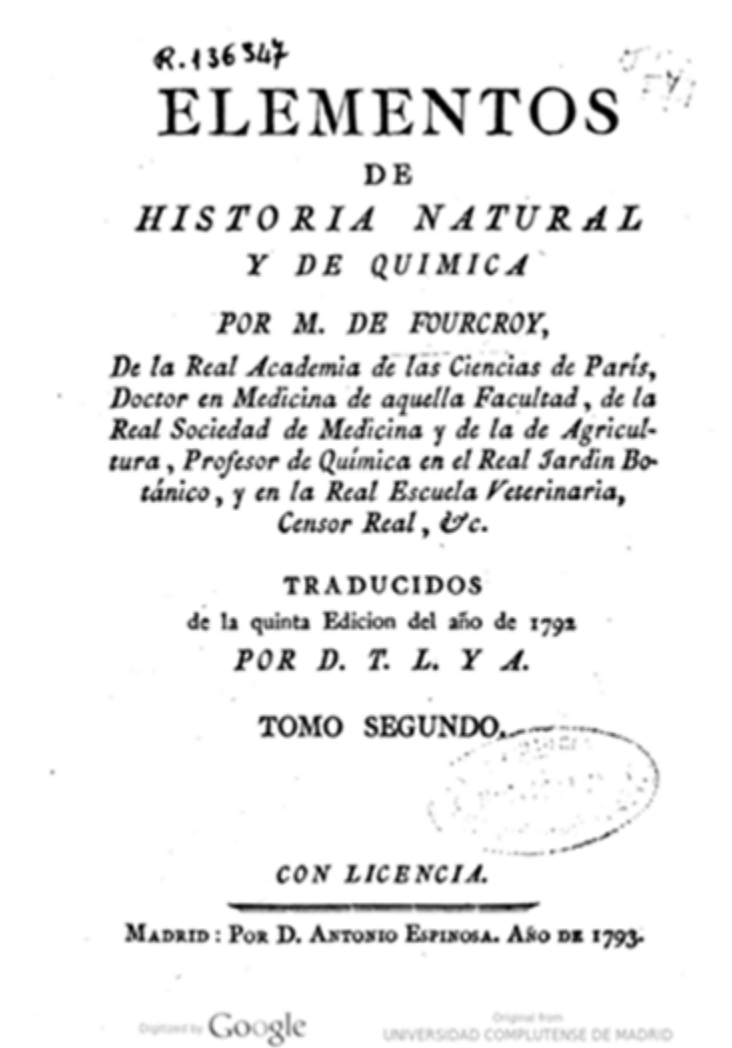 R.136347
ELEMENTOS
DE
HISTORIA NATURAL
Y DE QUIMICA
POR M. DE FOURCROY,
De la Real Academia de las Ciencias de París,
Doctor en Medicina de aquella Facultad, de la
Real Sociedad de Medicina y de la de Agricul-
tura, Profesor de Química en el Real Jardin Bo-
tánico, y en la Real Escuela Veterinaria,
Censor Real, &c.
TRADUCIDOS
de la quinta Edicion del año de 1792
POR D. T. L. Y A.
TOMO SEGUNDO.
CON LICENCIA.
MADRID: POR D. ANTONIO ESPINOSA. AÑO DE 1793.
Digitized by Google
Original from
UNIVERSIDAD COMPLUTENSE DE MADRID